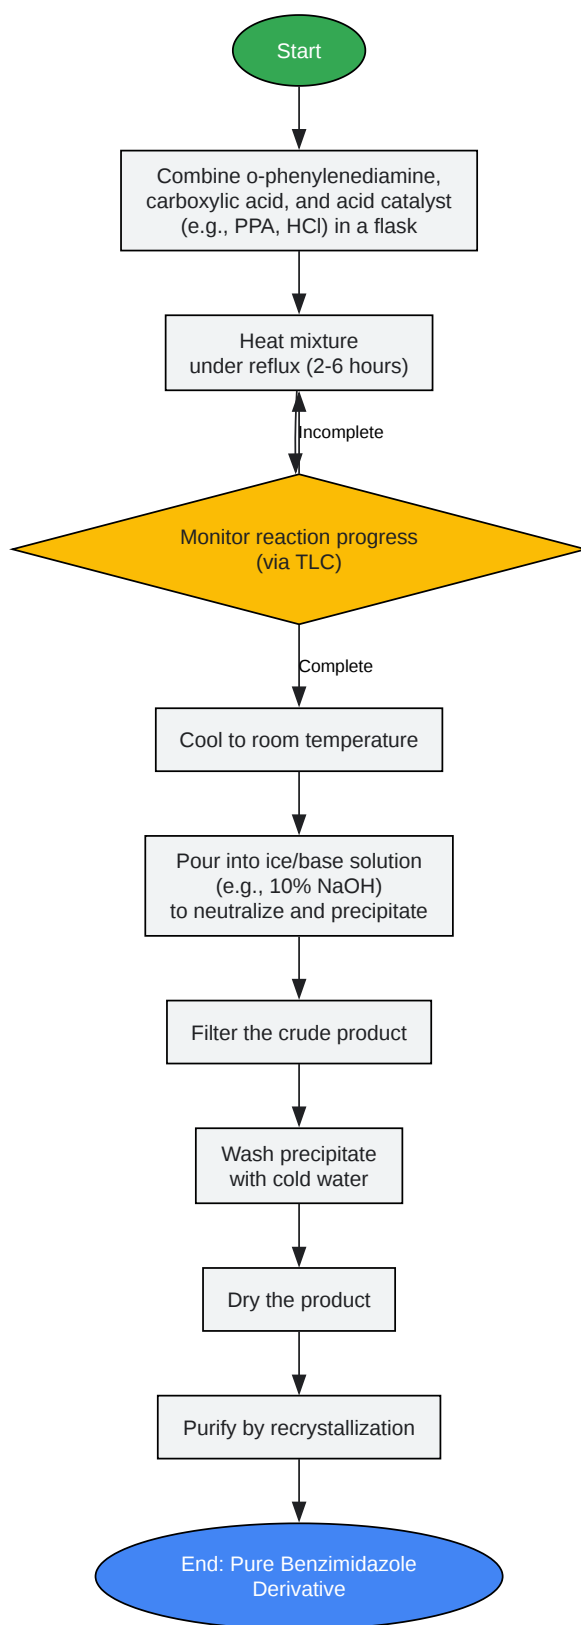 Start
Combine o-phenylenediamine,
carboxylic acid, and acid catalyst
(e.g., PPA, HCl) in a flask
Heat mixture
under reflux (2-6 hours)
Incomplete
Monitor reaction progress
(via TLC)
Complete
Cool to room temperature
Pour into ice/base solution
(e.g., 10% NaOH)
to neutralize and precipitate
Filter the crude product
Wash precipitate
with cold water
Dry the product
Purify by recrystallization
End: Pure Benzimidazole
Derivative